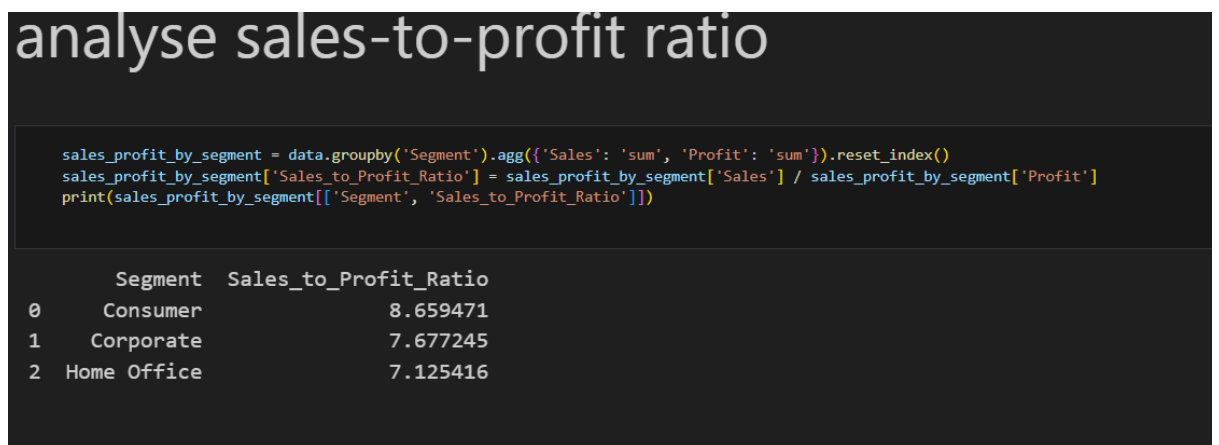 analyse sales-to-profit ratio
sales_profit_by_segment = data.groupby('Segment').agg({'Sales': 'sum', 'Profit': 'sum'}).reset_index()
sales_profit_by_segment['Sales_to_Profit_Ratio'] = sales_profit_by_segment['Sales'] / sales_profit_by_segment['Profit']
print(sales_profit_by_segment[['Segment', 'Sales_to_Profit_Ratio']])
Segment Sales_to_Profit_Ratio
0 Consumer 8.659471
1 Corporate 7.677245
2 Home Office 7.125416